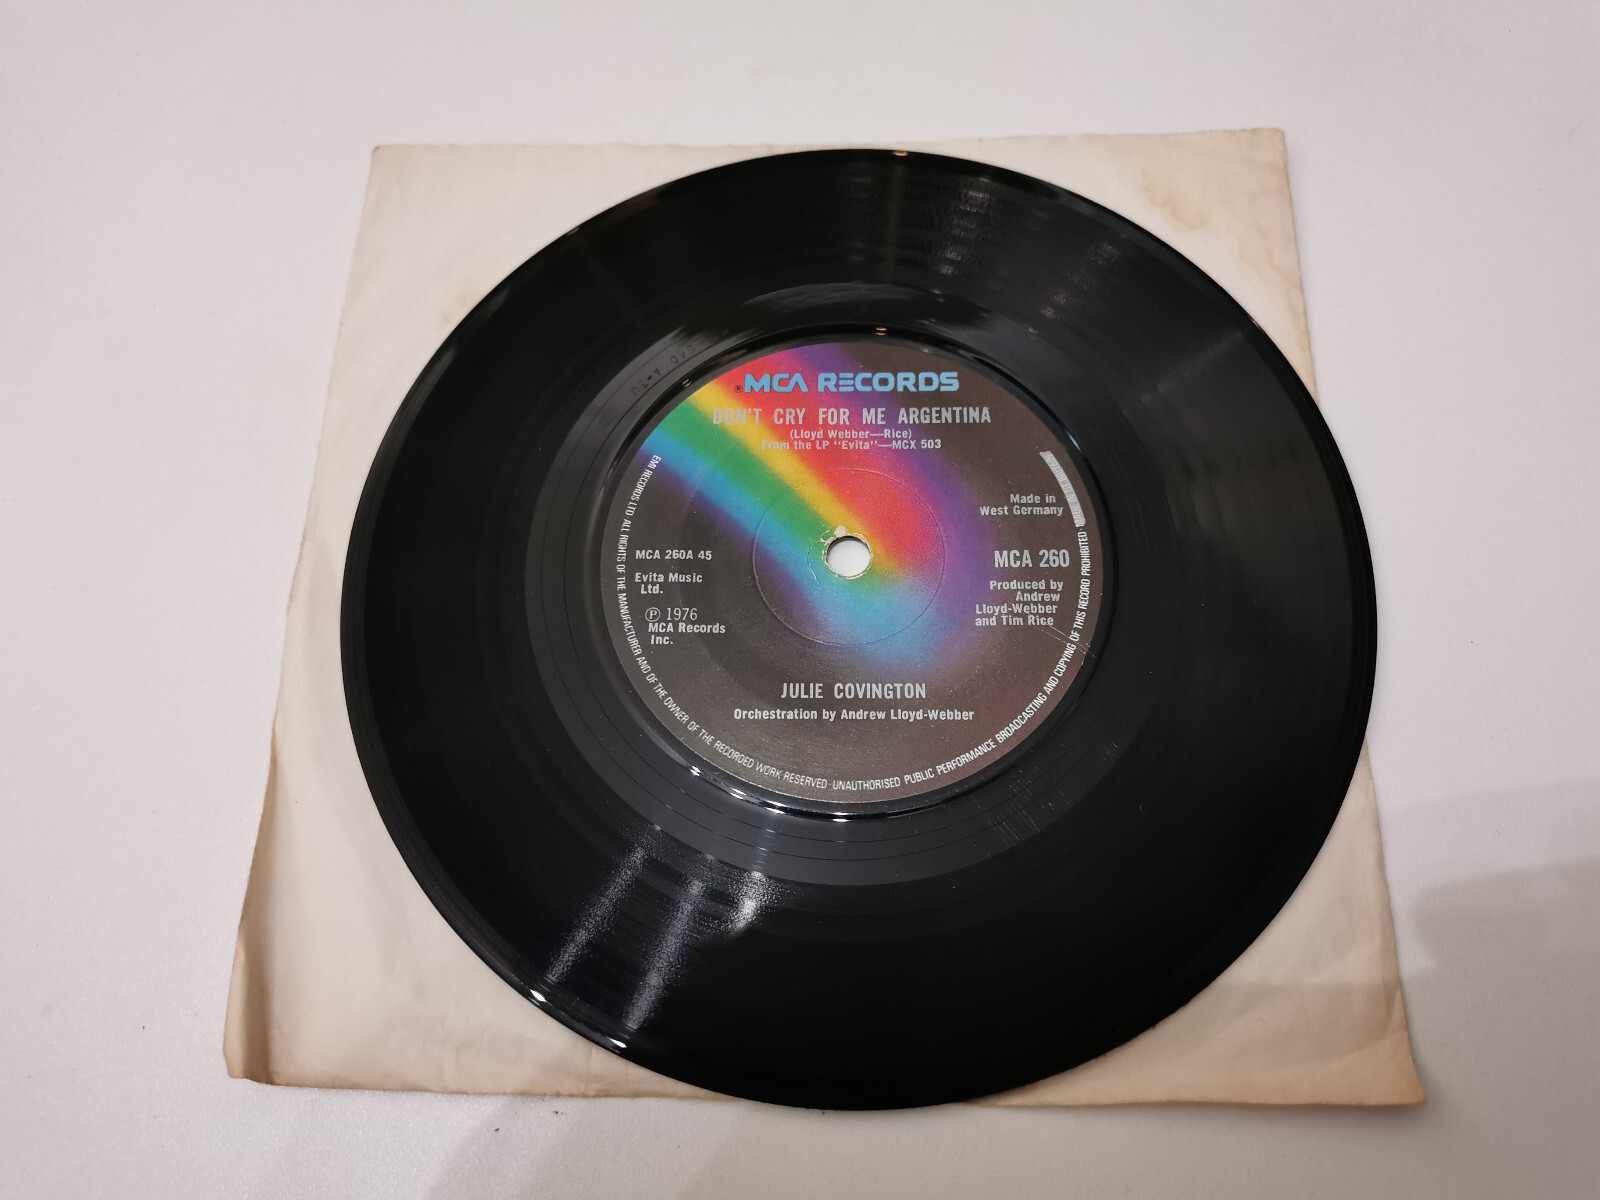 ®MCA RECORDS
DON'T CRY FOR ME ARGENTINA
(Lloyd Webber—Rice)
From the LP "Evita"—MCX 503
Made in
West Germany
MCA 260A 45
Evita Music
Ltd.
℗ 1976
MCA Records
Inc.
MCA 260
Produced by
Andrew
Lloyd-Webber
and Tim Rice
JULIE COVINGTON
Orchestration by Andrew Lloyd-Webber
EMI RECORDS LTD ALL RIGHTS OF THE MANUFACTURER AND OF THE OWNER OF THE RECORDED WORK RESERVED·UNAUTHORISED PUBLIC PERFORMANCE BROADCASTING AND COPYING OF THIS RECORD PROHIBITED